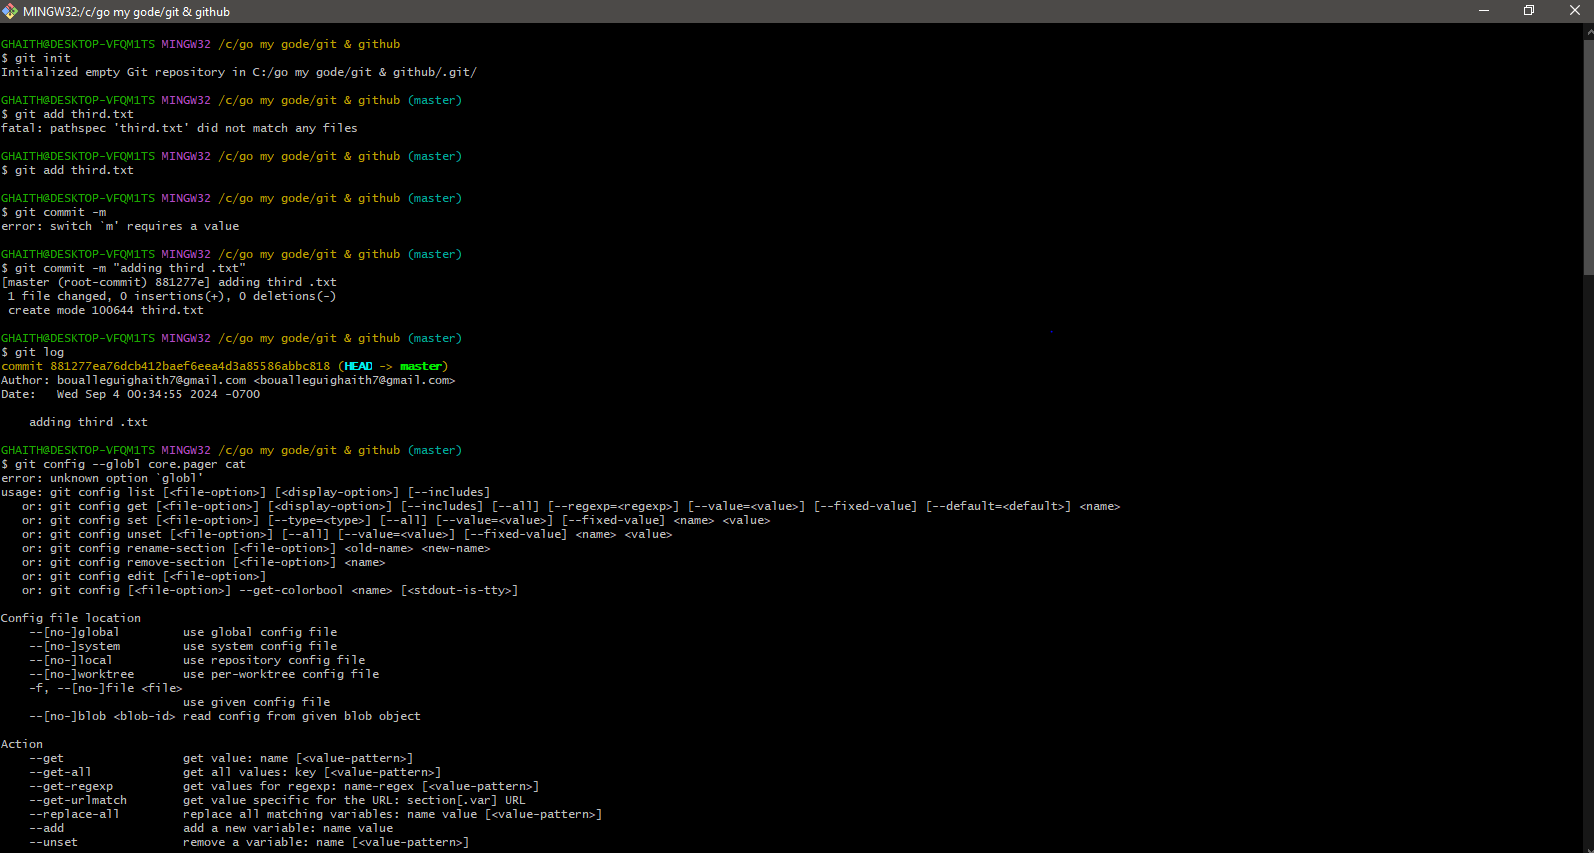 MINGW32:/c/go my gode/git & github
GHAITH@DESKTOP-VFQM1TS MINGW32 /c/go my gode/git & github
$ git init
Initialized empty Git repository in C:/go my gode/git & github/.git/
GHAITH@DESKTOP-VFQM1TS MINGW32 /c/go my gode/git & github (master)
$ git add third.txt
fatal: pathspec 'third.txt' did not match any files
GHAITH@DESKTOP-VFQM1TS MINGW32 /c/go my gode/git & github (master)
$ git add third.txt
GHAITH@DESKTOP-VFQM1TS MINGW32 /c/go my gode/git & github (master)
$ git commit -m
error: switch `m' requires a value
GHAITH@DESKTOP-VFQM1TS MINGW32 /c/go my gode/git & github (master)
$ git commit -m "adding third .txt"
[master (root-commit) 881277e] adding third .txt
 1 file changed, 0 insertions(+), 0 deletions(-)
 create mode 100644 third.txt
GHAITH@DESKTOP-VFQM1TS MINGW32 /c/go my gode/git & github (master)
$ git log
commit 881277ea76dcb412baef6eea4d3a85586abbc818 (HEAD -> master)
Author: boualleguighaith7@gmail.com <boualleguighaith7@gmail.com>
Date:   Wed Sep 4 00:34:55 2024 -0700
    adding third .txt
GHAITH@DESKTOP-VFQM1TS MINGW32 /c/go my gode/git & github (master)
$ git config --globl core.pager cat
error: unknown option `globl'
usage: git config list [<file-option>] [<display-option>] [--includes]
   or: git config get [<file-option>] [<display-option>] [--includes] [--all] [--regexp=<regexp>] [--value=<value>] [--fixed-value] [--default=<default>] <name>
   or: git config set [<file-option>] [--type=<type>] [--all] [--value=<value>] [--fixed-value] <name> <value>
   or: git config unset [<file-option>] [--all] [--value=<value>] [--fixed-value] <name> <value>
   or: git config rename-section [<file-option>] <old-name> <new-name>
   or: git config remove-section [<file-option>] <name>
   or: git config edit [<file-option>]
   or: git config [<file-option>] --get-colorbool <name> [<stdout-is-tty>]
Config file location
    --[no-]global         use global config file
    --[no-]system         use system config file
    --[no-]local          use repository config file
    --[no-]worktree       use per-worktree config file
    -f, --[no-]file <file>
                          use given config file
    --[no-]blob <blob-id> read config from given blob object
Action
    --get                 get value: name [<value-pattern>]
    --get-all             get all values: key [<value-pattern>]
    --get-regexp          get values for regexp: name-regex [<value-pattern>]
    --get-urlmatch        get value specific for the URL: section[.var] URL
    --replace-all         replace all matching variables: name value [<value-pattern>]
    --add                 add a new variable: name value
    --unset               remove a variable: name [<value-pattern>]